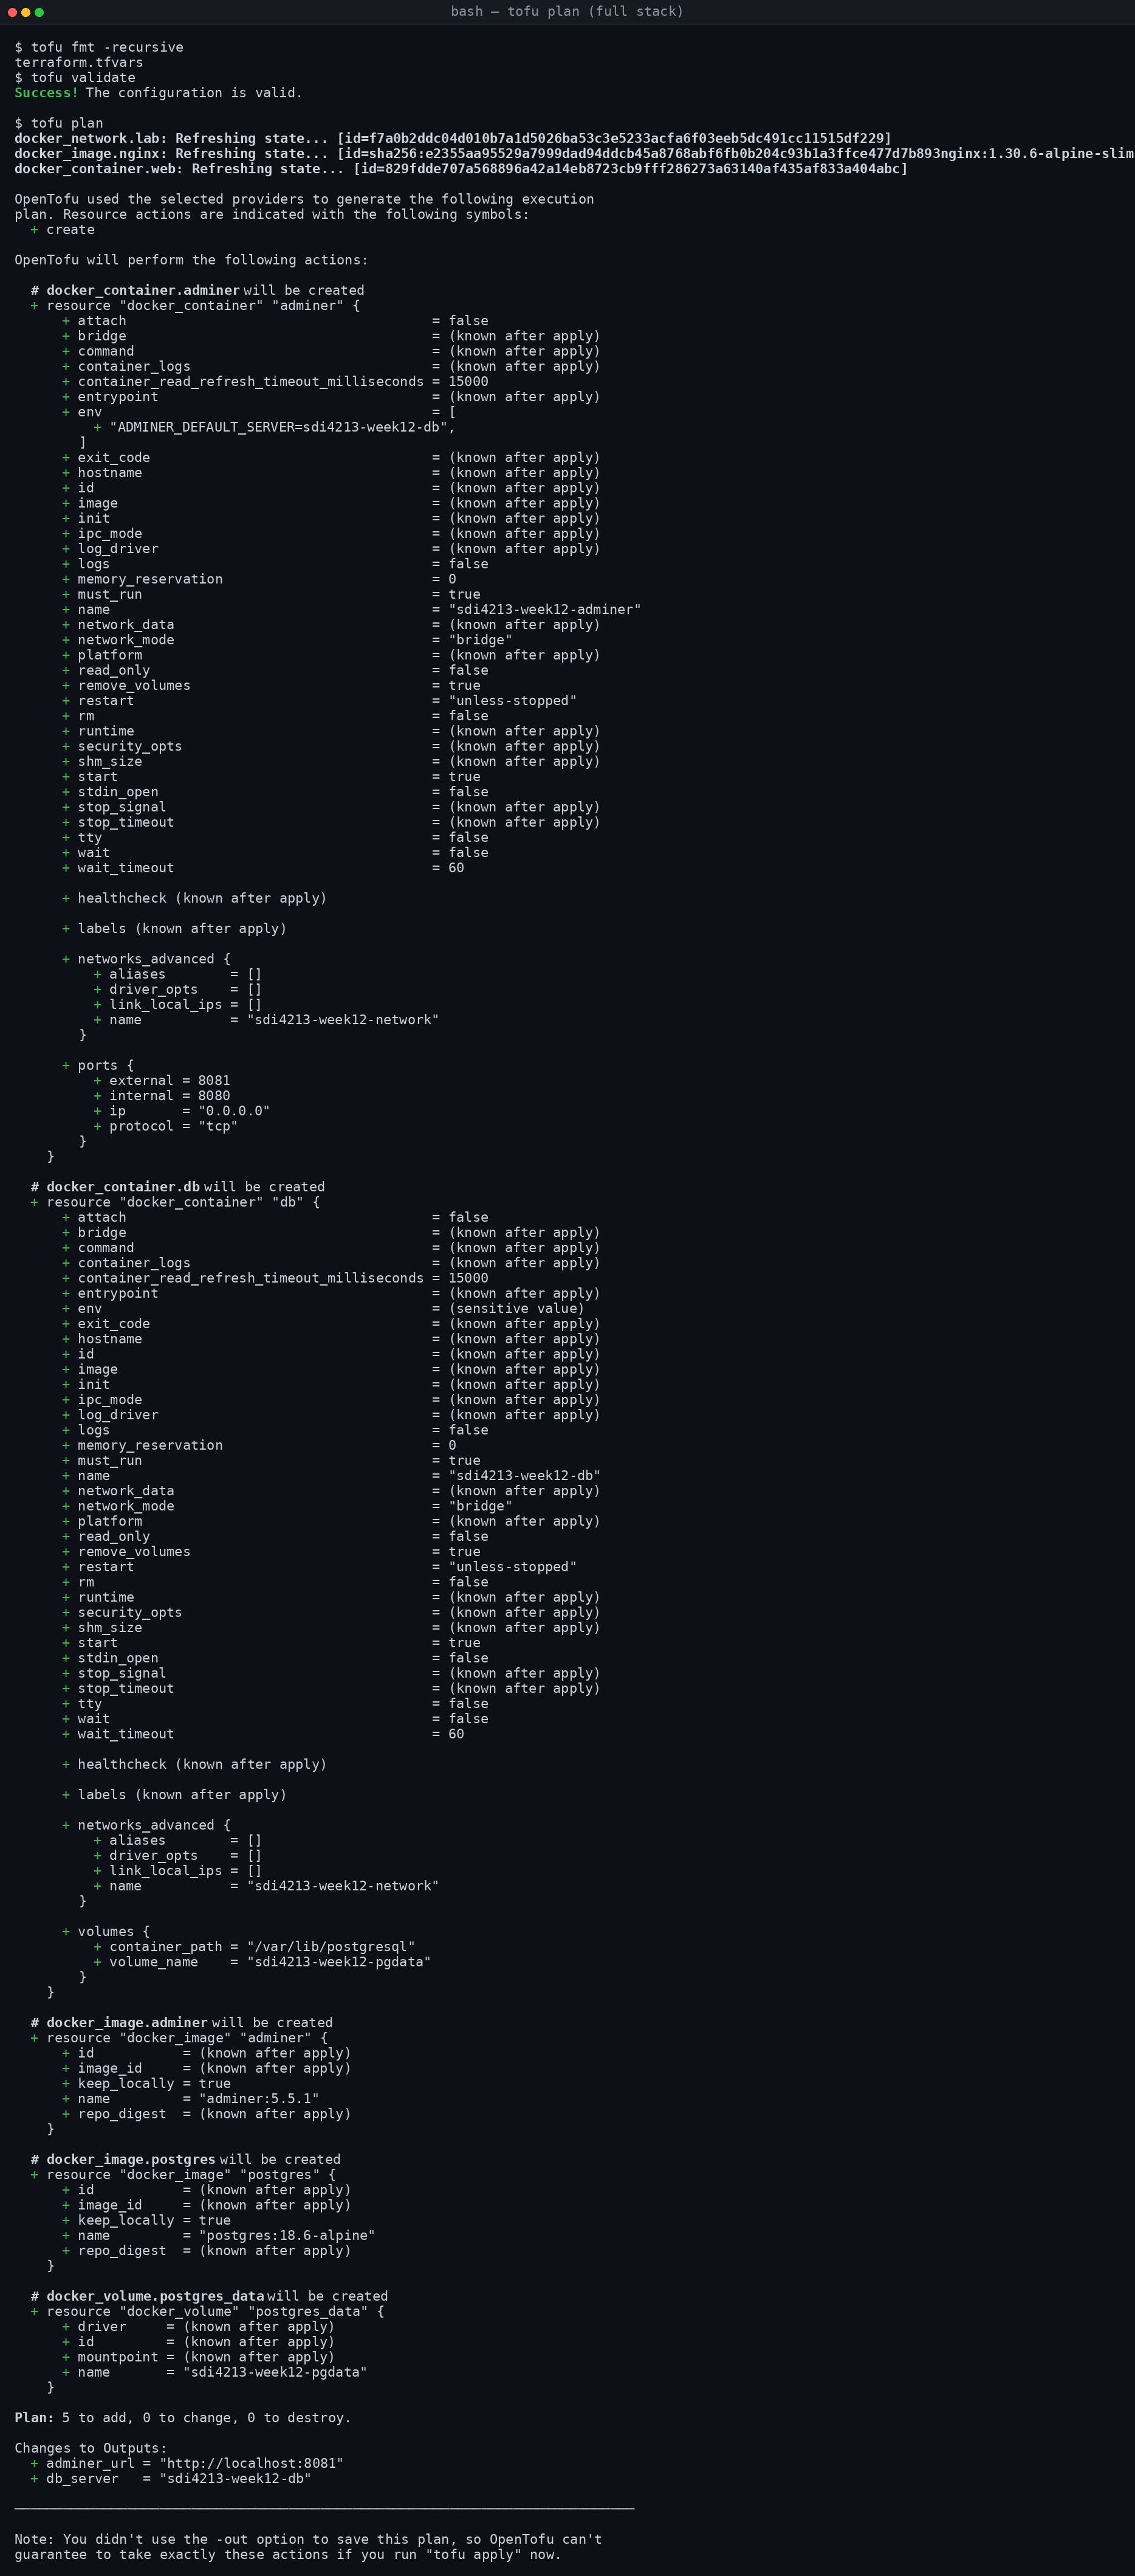 bash — tofu plan (full stack)
$ tofu fmt -recursive
terraform.tfvars
$ tofu validate
Success! The configuration is valid.
$ tofu plan
docker_network.lab: Refreshing state... [id=f7a0b2ddc04d010b7a1d5026ba53c3e5233acfa6f03eeb5dc491cc11515df229]
docker_image.nginx: Refreshing state... [id=sha256:e2355aa95529a7999dad94ddcb45a8768abf6fb0b204c93b1a3ffce477d7b893nginx:1.30.6-alpine-slim
docker_container.web: Refreshing state... [id=829fdde707a568896a42a14eb8723cb9fff286273a63140af435af833a404abc]
OpenTofu used the selected providers to generate the following execution
plan. Resource actions are indicated with the following symbols:
  + create
OpenTofu will perform the following actions:
  # docker_container.adminer will be created
  + resource "docker_container" "adminer" {
      + attach                                      = false
      + bridge                                      = (known after apply)
      + command                                     = (known after apply)
      + container_logs                              = (known after apply)
      + container_read_refresh_timeout_milliseconds = 15000
      + entrypoint                                  = (known after apply)
      + env                                         = [
          + "ADMINER_DEFAULT_SERVER=sdi4213-week12-db",
        ]
      + exit_code                                   = (known after apply)
      + hostname                                    = (known after apply)
      + id                                          = (known after apply)
      + image                                       = (known after apply)
      + init                                        = (known after apply)
      + ipc_mode                                    = (known after apply)
      + log_driver                                  = (known after apply)
      + logs                                        = false
      + memory_reservation                          = 0
      + must_run                                    = true
      + name                                        = "sdi4213-week12-adminer"
      + network_data                                = (known after apply)
      + network_mode                                = "bridge"
      + platform                                    = (known after apply)
      + read_only                                   = false
      + remove_volumes                              = true
      + restart                                     = "unless-stopped"
      + rm                                          = false
      + runtime                                     = (known after apply)
      + security_opts                               = (known after apply)
      + shm_size                                    = (known after apply)
      + start                                       = true
      + stdin_open                                  = false
      + stop_signal                                 = (known after apply)
      + stop_timeout                                = (known after apply)
      + tty                                         = false
      + wait                                        = false
      + wait_timeout                                = 60
      + healthcheck (known after apply)
      + labels (known after apply)
      + networks_advanced {
          + aliases        = []
          + driver_opts    = []
          + link_local_ips = []
          + name           = "sdi4213-week12-network"
        }
      + ports {
          + external = 8081
          + internal = 8080
          + ip       = "0.0.0.0"
          + protocol = "tcp"
        }
    }
  # docker_container.db will be created
  + resource "docker_container" "db" {
      + attach                                      = false
      + bridge                                      = (known after apply)
      + command                                     = (known after apply)
      + container_logs                              = (known after apply)
      + container_read_refresh_timeout_milliseconds = 15000
      + entrypoint                                  = (known after apply)
      + env                                         = (sensitive value)
      + exit_code                                   = (known after apply)
      + hostname                                    = (known after apply)
      + id                                          = (known after apply)
      + image                                       = (known after apply)
      + init                                        = (known after apply)
      + ipc_mode                                    = (known after apply)
      + log_driver                                  = (known after apply)
      + logs                                        = false
      + memory_reservation                          = 0
      + must_run                                    = true
      + name                                        = "sdi4213-week12-db"
      + network_data                                = (known after apply)
      + network_mode                                = "bridge"
      + platform                                    = (known after apply)
      + read_only                                   = false
      + remove_volumes                              = true
      + restart                                     = "unless-stopped"
      + rm                                          = false
      + runtime                                     = (known after apply)
      + security_opts                               = (known after apply)
      + shm_size                                    = (known after apply)
      + start                                       = true
      + stdin_open                                  = false
      + stop_signal                                 = (known after apply)
      + stop_timeout                                = (known after apply)
      + tty                                         = false
      + wait                                        = false
      + wait_timeout                                = 60
      + healthcheck (known after apply)
      + labels (known after apply)
      + networks_advanced {
          + aliases        = []
          + driver_opts    = []
          + link_local_ips = []
          + name           = "sdi4213-week12-network"
        }
      + volumes {
          + container_path = "/var/lib/postgresql"
          + volume_name    = "sdi4213-week12-pgdata"
        }
    }
  # docker_image.adminer will be created
  + resource "docker_image" "adminer" {
      + id           = (known after apply)
      + image_id     = (known after apply)
      + keep_locally = true
      + name         = "adminer:5.5.1"
      + repo_digest  = (known after apply)
    }
  # docker_image.postgres will be created
  + resource "docker_image" "postgres" {
      + id           = (known after apply)
      + image_id     = (known after apply)
      + keep_locally = true
      + name         = "postgres:18.6-alpine"
      + repo_digest  = (known after apply)
    }
  # docker_volume.postgres_data will be created
  + resource "docker_volume" "postgres_data" {
      + driver     = (known after apply)
      + id         = (known after apply)
      + mountpoint = (known after apply)
      + name       = "sdi4213-week12-pgdata"
    }
Plan: 5 to add, 0 to change, 0 to destroy.
Changes to Outputs:
  + adminer_url = "http://localhost:8081"
  + db_server   = "sdi4213-week12-db"
Note: You didn't use the -out option to save this plan, so OpenTofu can't
guarantee to take exactly these actions if you run "tofu apply" now.